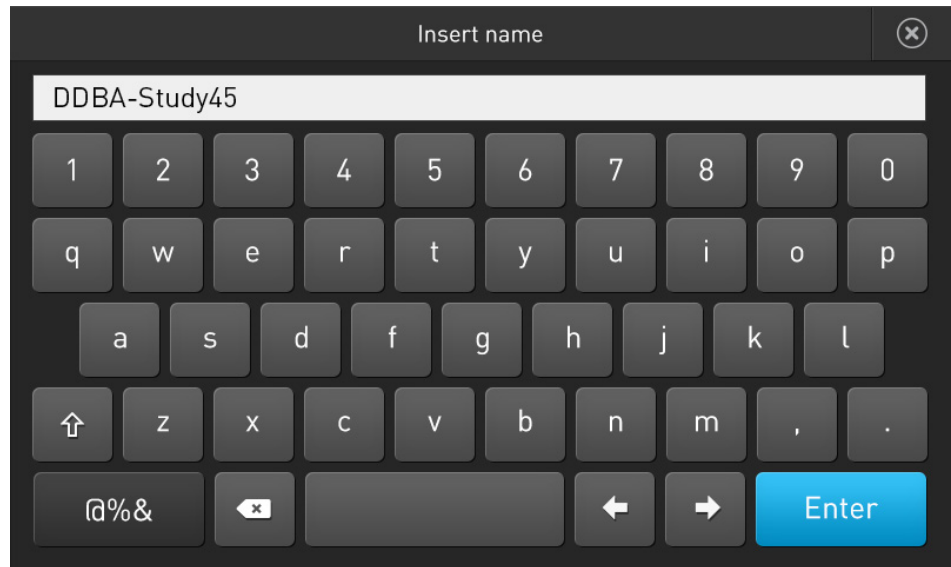 Insert name
DDBA-Study45
1 2 3 4 5 6 7 8 9 0
q w e r t y u i o p
a s d f g h j k l
z x c v b n m , .
@%& Enter